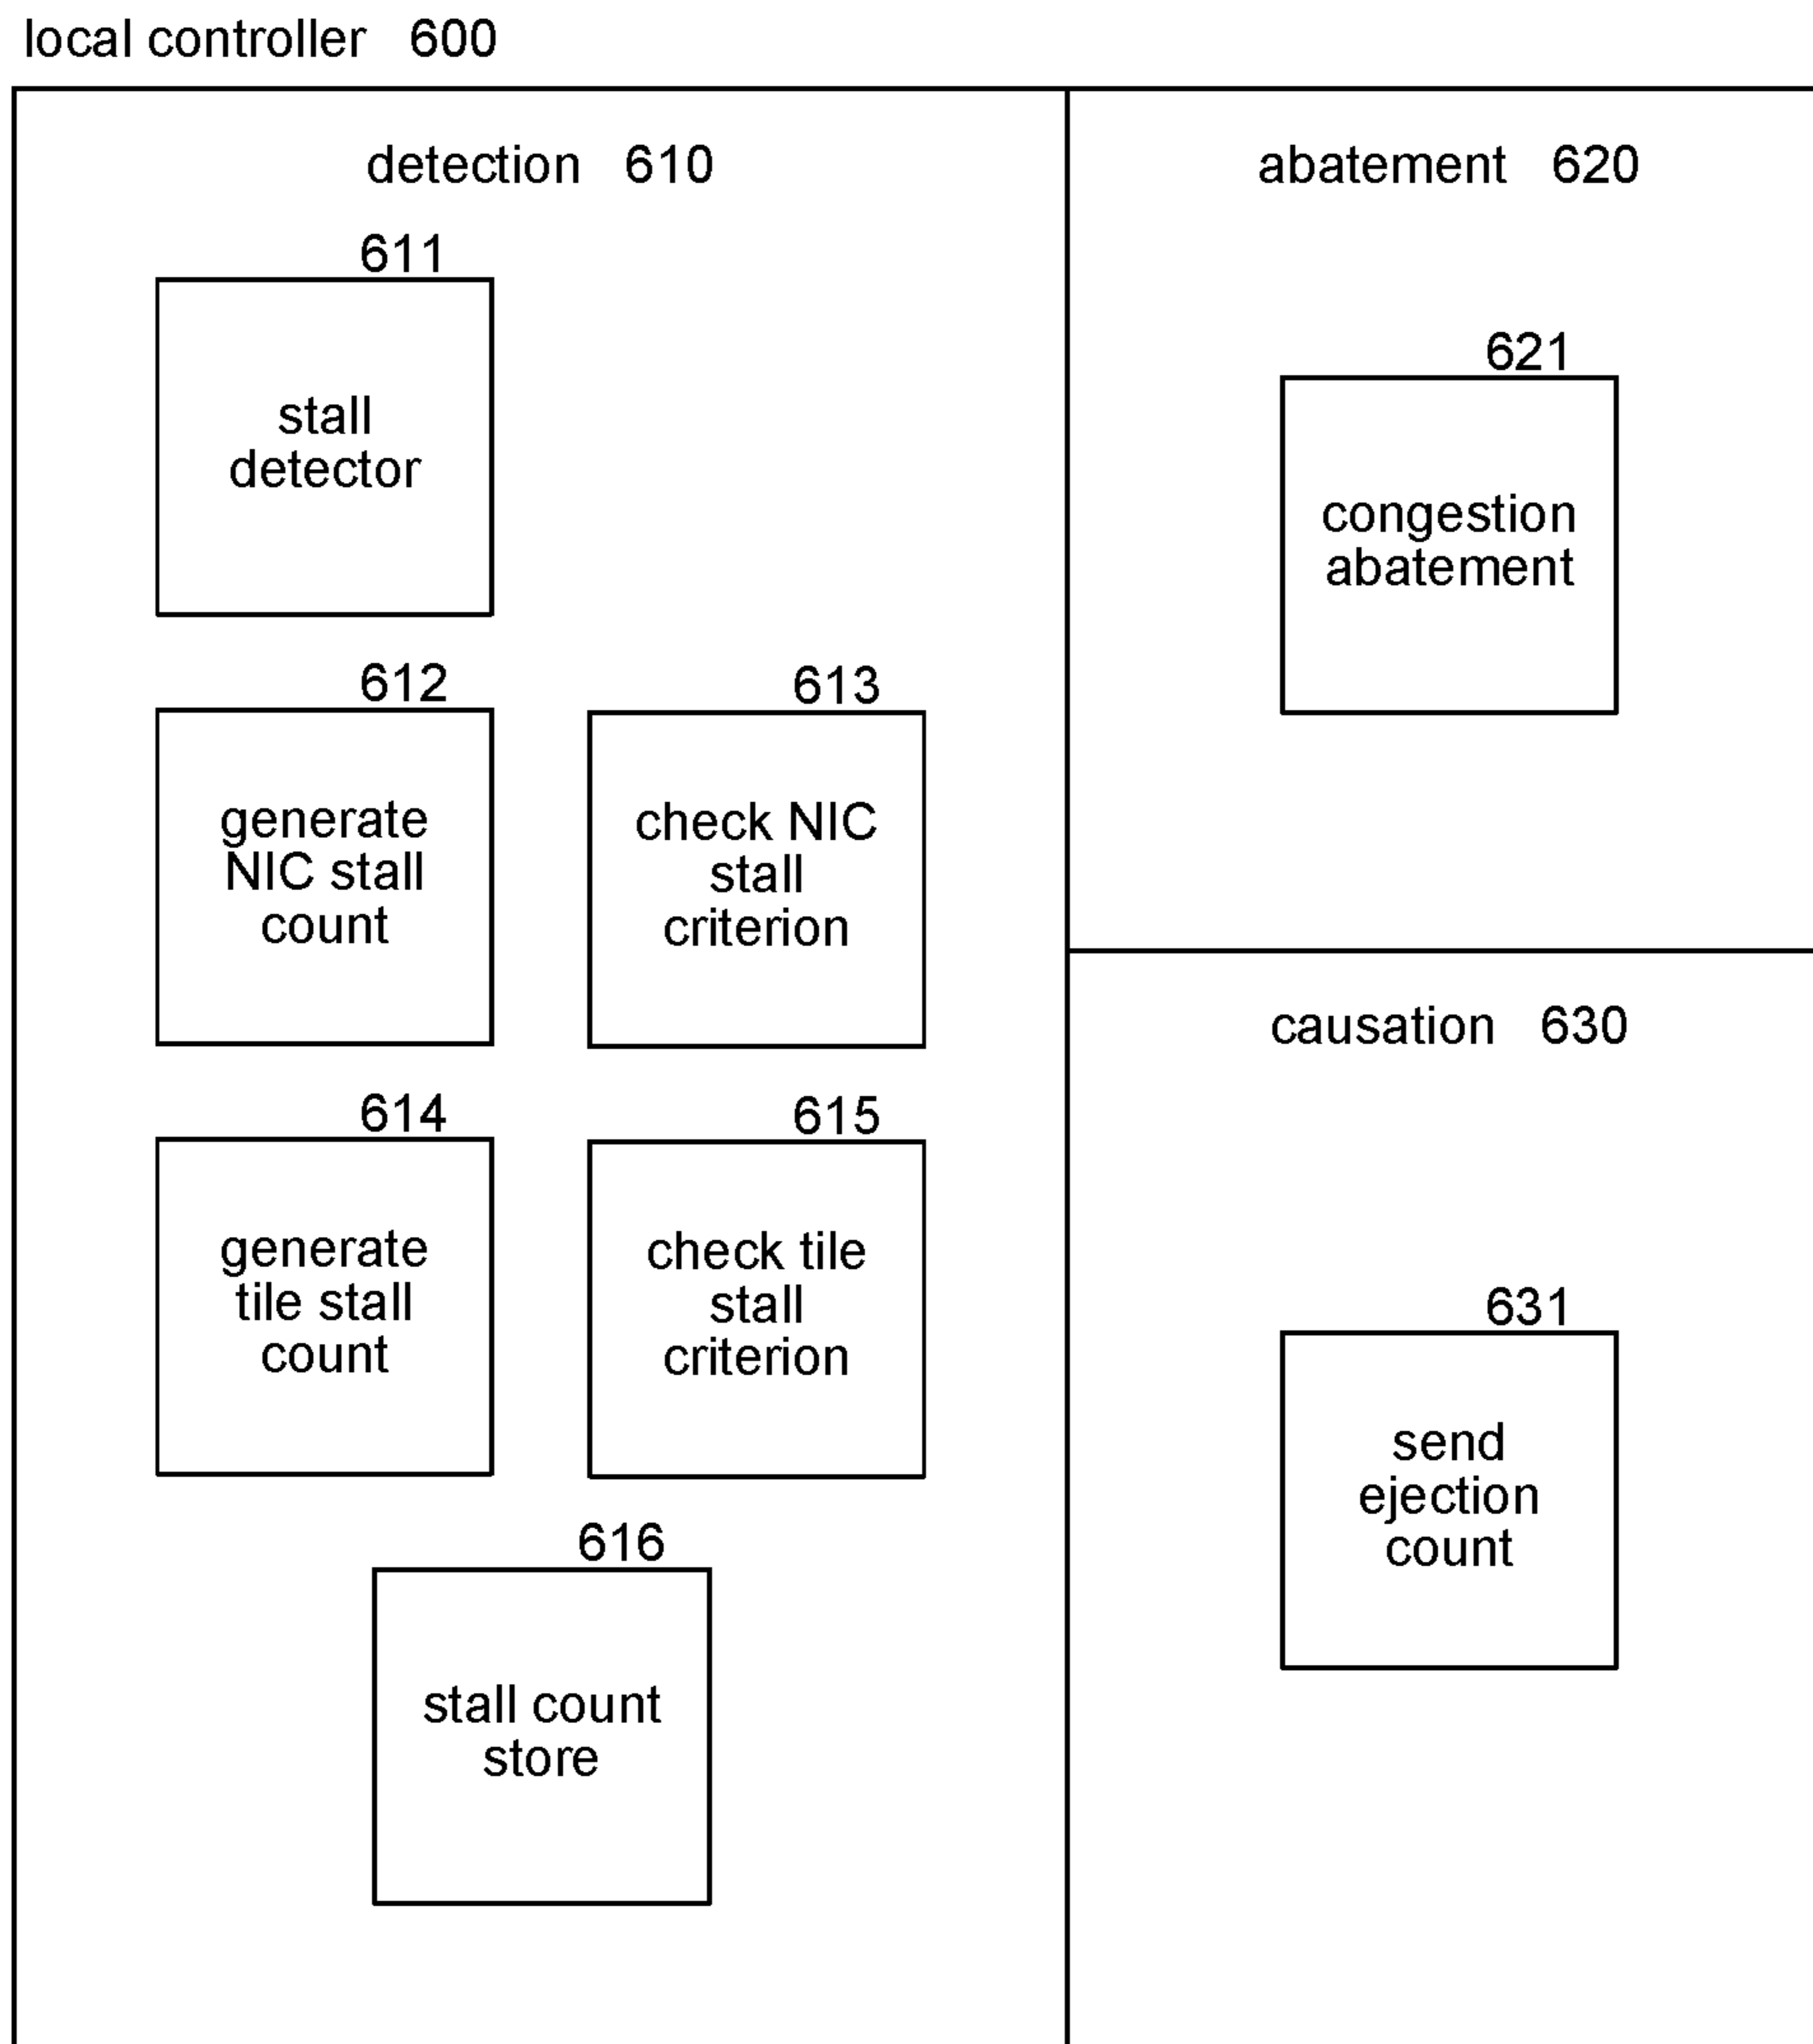 local controller 600
detection 610
611
stall
detector
612
generate
NIC stall
count
613
check NIC
stall
criterion
614
generate
tile stall
count
615
check tile
stall
criterion
616
stall count
store
abatement 620
621
congestion
abatement
causation 630
631
send
ejection
count